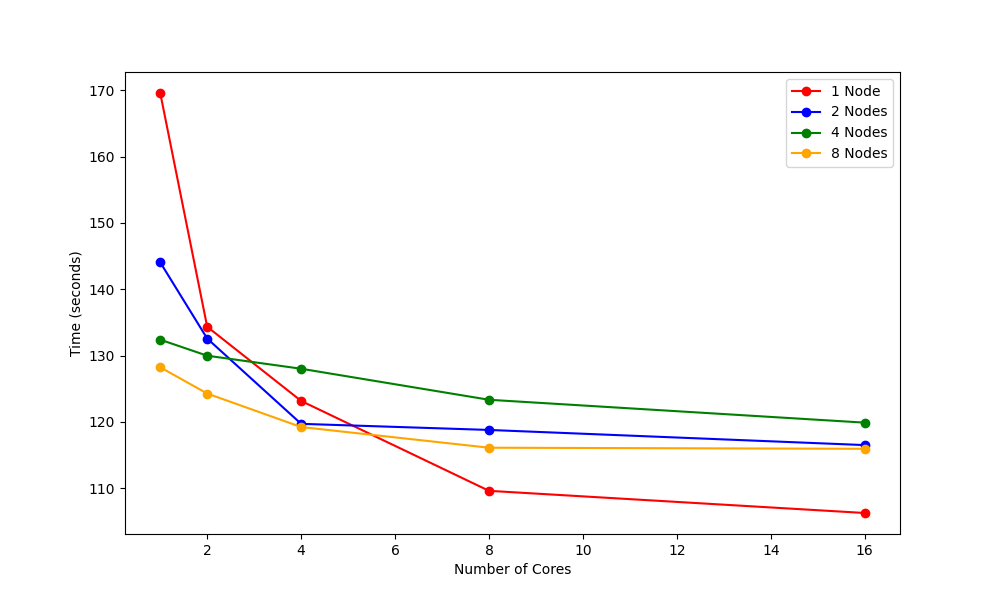 1 Node
2 Nodes
4 Nodes
8 Nodes
Time (seconds)
170
160
150
140
130
120
110
2 4 6 8 10 12 14 16
Number of Cores